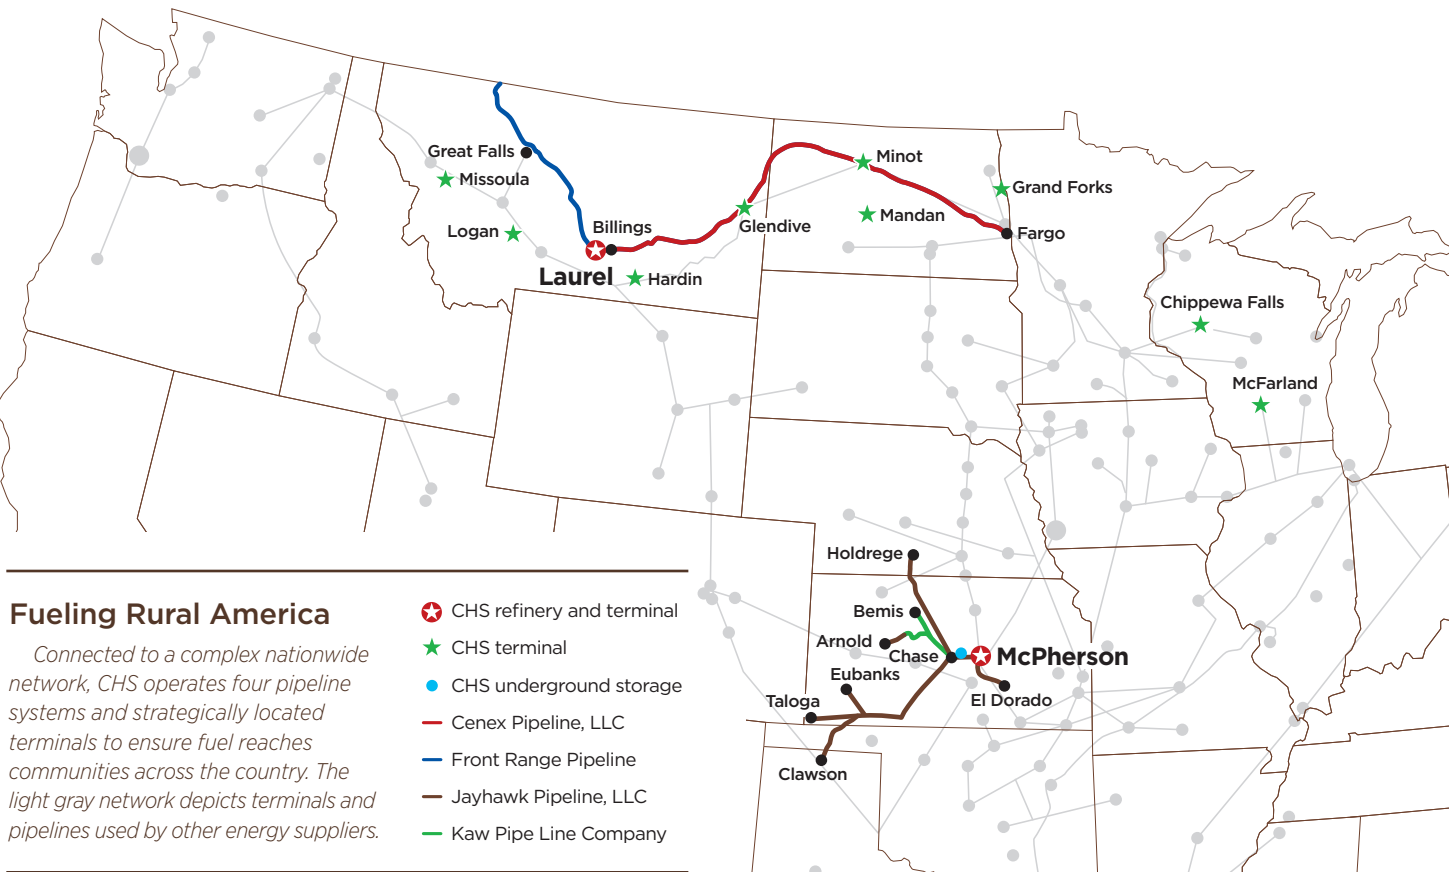 Great Falls
Missoula
Logan
Billings
Laurel
Hardin
Glendive
Minot
Mandan
Grand Forks
Fargo
Chippewa Falls
McFarland
Holdrege
Bemis
Arnold
Chase
McPherson
Eubanks
El Dorado
Taloga
Clawson
Fueling Rural America
Connected to a complex nationwide
network, CHS operates four pipeline
systems and strategically located
terminals to ensure fuel reaches
communities across the country. The
light gray network depicts terminals and
pipelines used by other energy suppliers.
CHS refinery and terminal
CHS terminal
CHS underground storage
Cenex Pipeline, LLC
Front Range Pipeline
Jayhawk Pipeline, LLC
Kaw Pipe Line Company